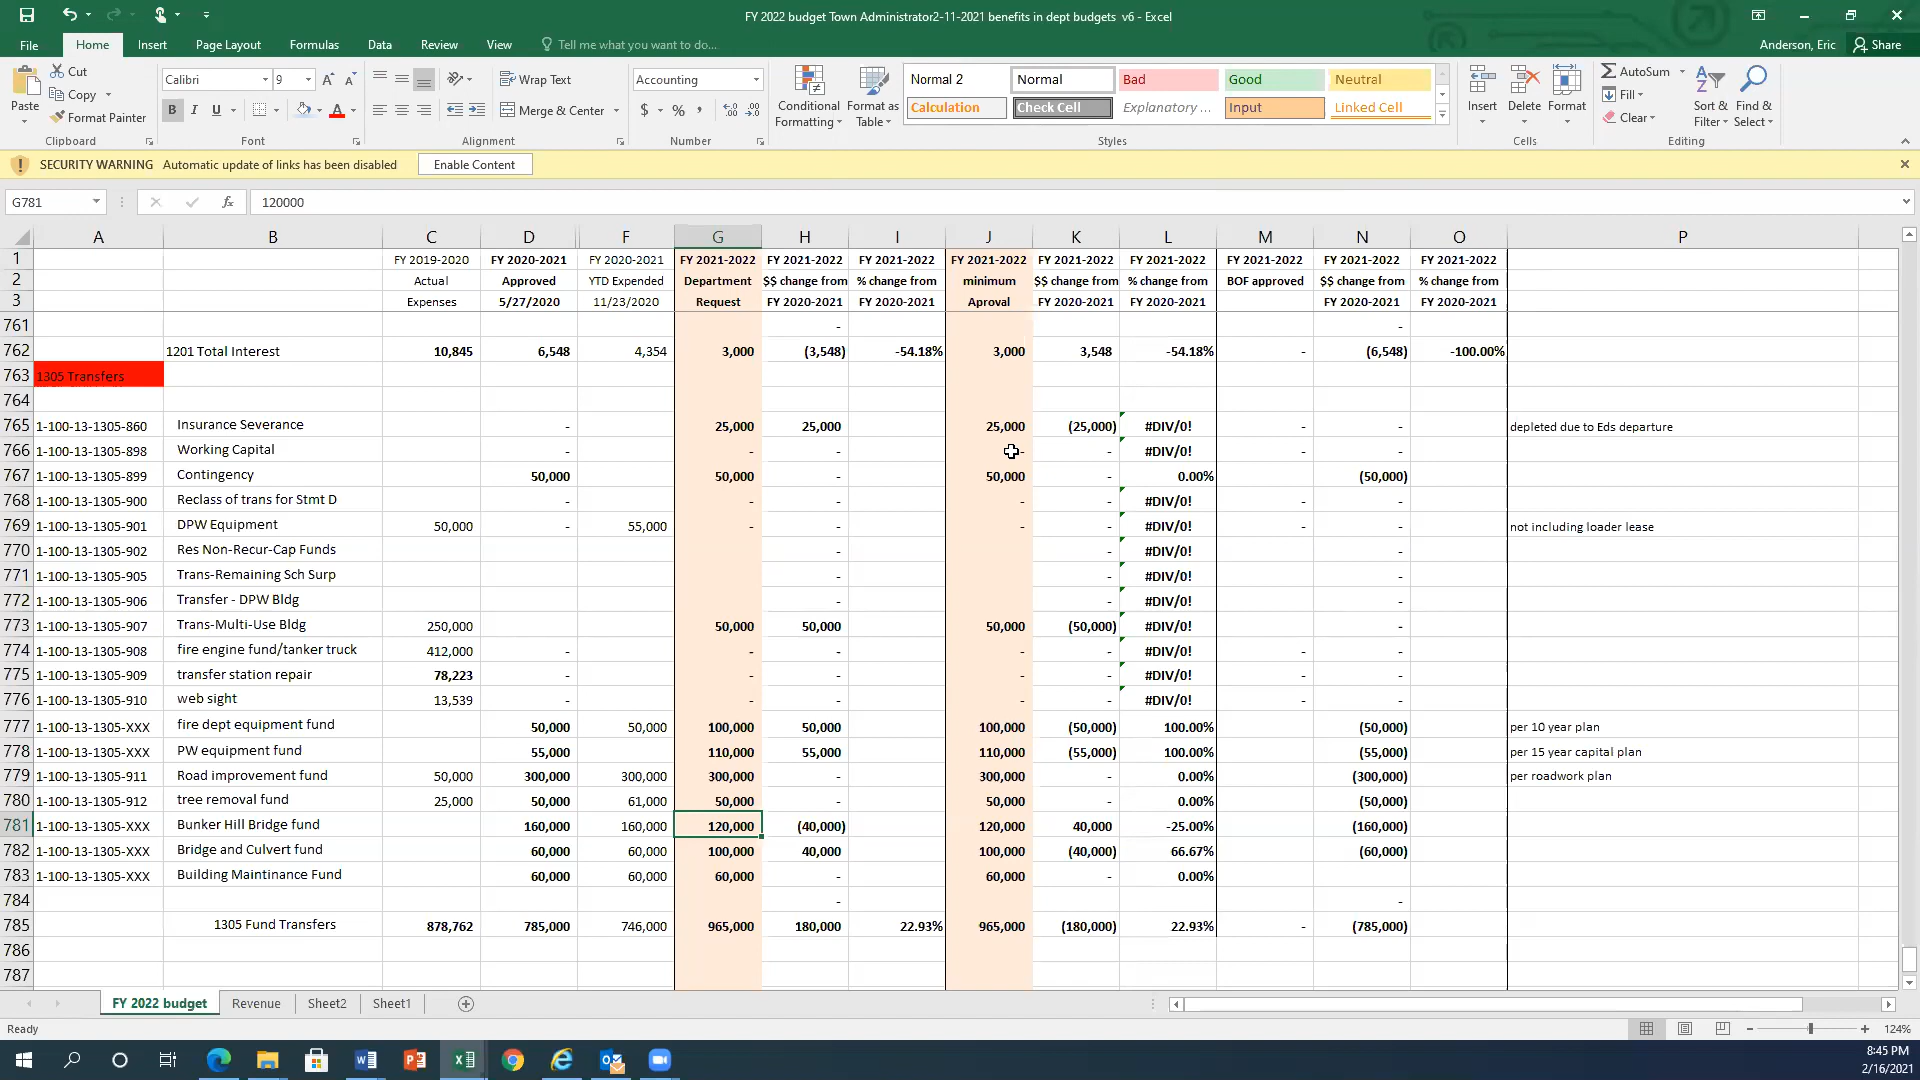 FY 2022 budget Town Administrator2-11-2021 benefits in dept budgets  v6 - Excel
File Home Insert Page Layout Formulas Data Review View Tell me what you want to do... Anderson, Eric Share
Paste Cut Copy Format Painter Clipboard
Calibri 9 A A B I U A Font
Wrap Text Merge & Center Alignment
Accounting $ % , Number
Conditional Formatting Format as Table
Normal 2 Normal Bad Good Neutral
Calculation Check Cell Explanatory ... Input Linked Cell
Styles
Insert Delete Format Cells
AutoSum Fill Clear Sort & Filter Find & Select Editing
SECURITY WARNING Automatic update of links has been disabled Enable Content
G781 fx 120000
A B C D F G H I J K L M N O P
1 FY 2019-2020 FY 2020-2021 FY 2020-2021 FY 2021-2022 FY 2021-2022 FY 2021-2022 FY 2021-2022 FY 2021-2022 FY 2021-2022 FY 2021-2022 FY 2021-2022 FY 2021-2022
2 Actual Approved YTD Expended Department $$ change from % change from minimum $$ change from % change from BOF approved $$ change from % change from
3 Expenses 5/27/2020 11/23/2020 Request FY 2020-2021 FY 2020-2021 Aproval FY 2020-2021 FY 2020-2021 FY 2020-2021 FY 2020-2021
761 - -
762 1201 Total Interest 10,845 6,548 4,354 3,000 (3,548) -54.18% 3,000 3,548 -54.18% - (6,548) -100.00%
763 1305 Transfers
764
765 1-100-13-1305-860 Insurance Severance - 25,000 25,000 25,000 (25,000) #DIV/0! - - depleted due to Eds departure
766 1-100-13-1305-898 Working Capital - - - - - #DIV/0! - -
767 1-100-13-1305-899 Contingency 50,000 50,000 - 50,000 - 0.00% (50,000)
768 1-100-13-1305-900 Reclass of trans for Stmt D - - - - - #DIV/0! - -
769 1-100-13-1305-901 DPW Equipment 50,000 - 55,000 - - - - #DIV/0! - - not including loader lease
770 1-100-13-1305-902 Res Non-Recur-Cap Funds - - #DIV/0! -
771 1-100-13-1305-905 Trans-Remaining Sch Surp - - #DIV/0! -
772 1-100-13-1305-906 Transfer - DPW Bldg - - #DIV/0! -
773 1-100-13-1305-907 Trans-Multi-Use Bldg 250,000 50,000 50,000 50,000 (50,000) #DIV/0! -
774 1-100-13-1305-908 fire engine fund/tanker truck 412,000 - - - - - #DIV/0! - -
775 1-100-13-1305-909 transfer station repair 78,223 - - - - - #DIV/0! - -
776 1-100-13-1305-910 web sight 13,539 - - - - - #DIV/0! - -
777 1-100-13-1305-XXX fire dept equipment fund 50,000 50,000 100,000 50,000 100,000 (50,000) 100.00% (50,000) per 10 year plan
778 1-100-13-1305-XXX PW equipment fund 55,000 110,000 55,000 110,000 (55,000) 100.00% (55,000) per 15 year capital plan
779 1-100-13-1305-911 Road improvement fund 50,000 300,000 300,000 300,000 - 300,000 - 0.00% (300,000) per roadwork plan
780 1-100-13-1305-912 tree removal fund 25,000 50,000 61,000 50,000 - 50,000 - 0.00% (50,000)
781 1-100-13-1305-XXX Bunker Hill Bridge fund 160,000 160,000 120,000 (40,000) 120,000 40,000 -25.00% (160,000)
782 1-100-13-1305-XXX Bridge and Culvert fund 60,000 60,000 100,000 40,000 100,000 (40,000) 66.67% (60,000)
783 1-100-13-1305-XXX Building Maintinance Fund 60,000 60,000 60,000 - 60,000 - 0.00%
784 - -
785 1305 Fund Transfers 878,762 785,000 746,000 965,000 180,000 22.93% 965,000 (180,000) 22.93% - (785,000)
786
787
FY 2022 budget Revenue Sheet2 Sheet1
Ready 124%
8:45 PM
2/16/2021